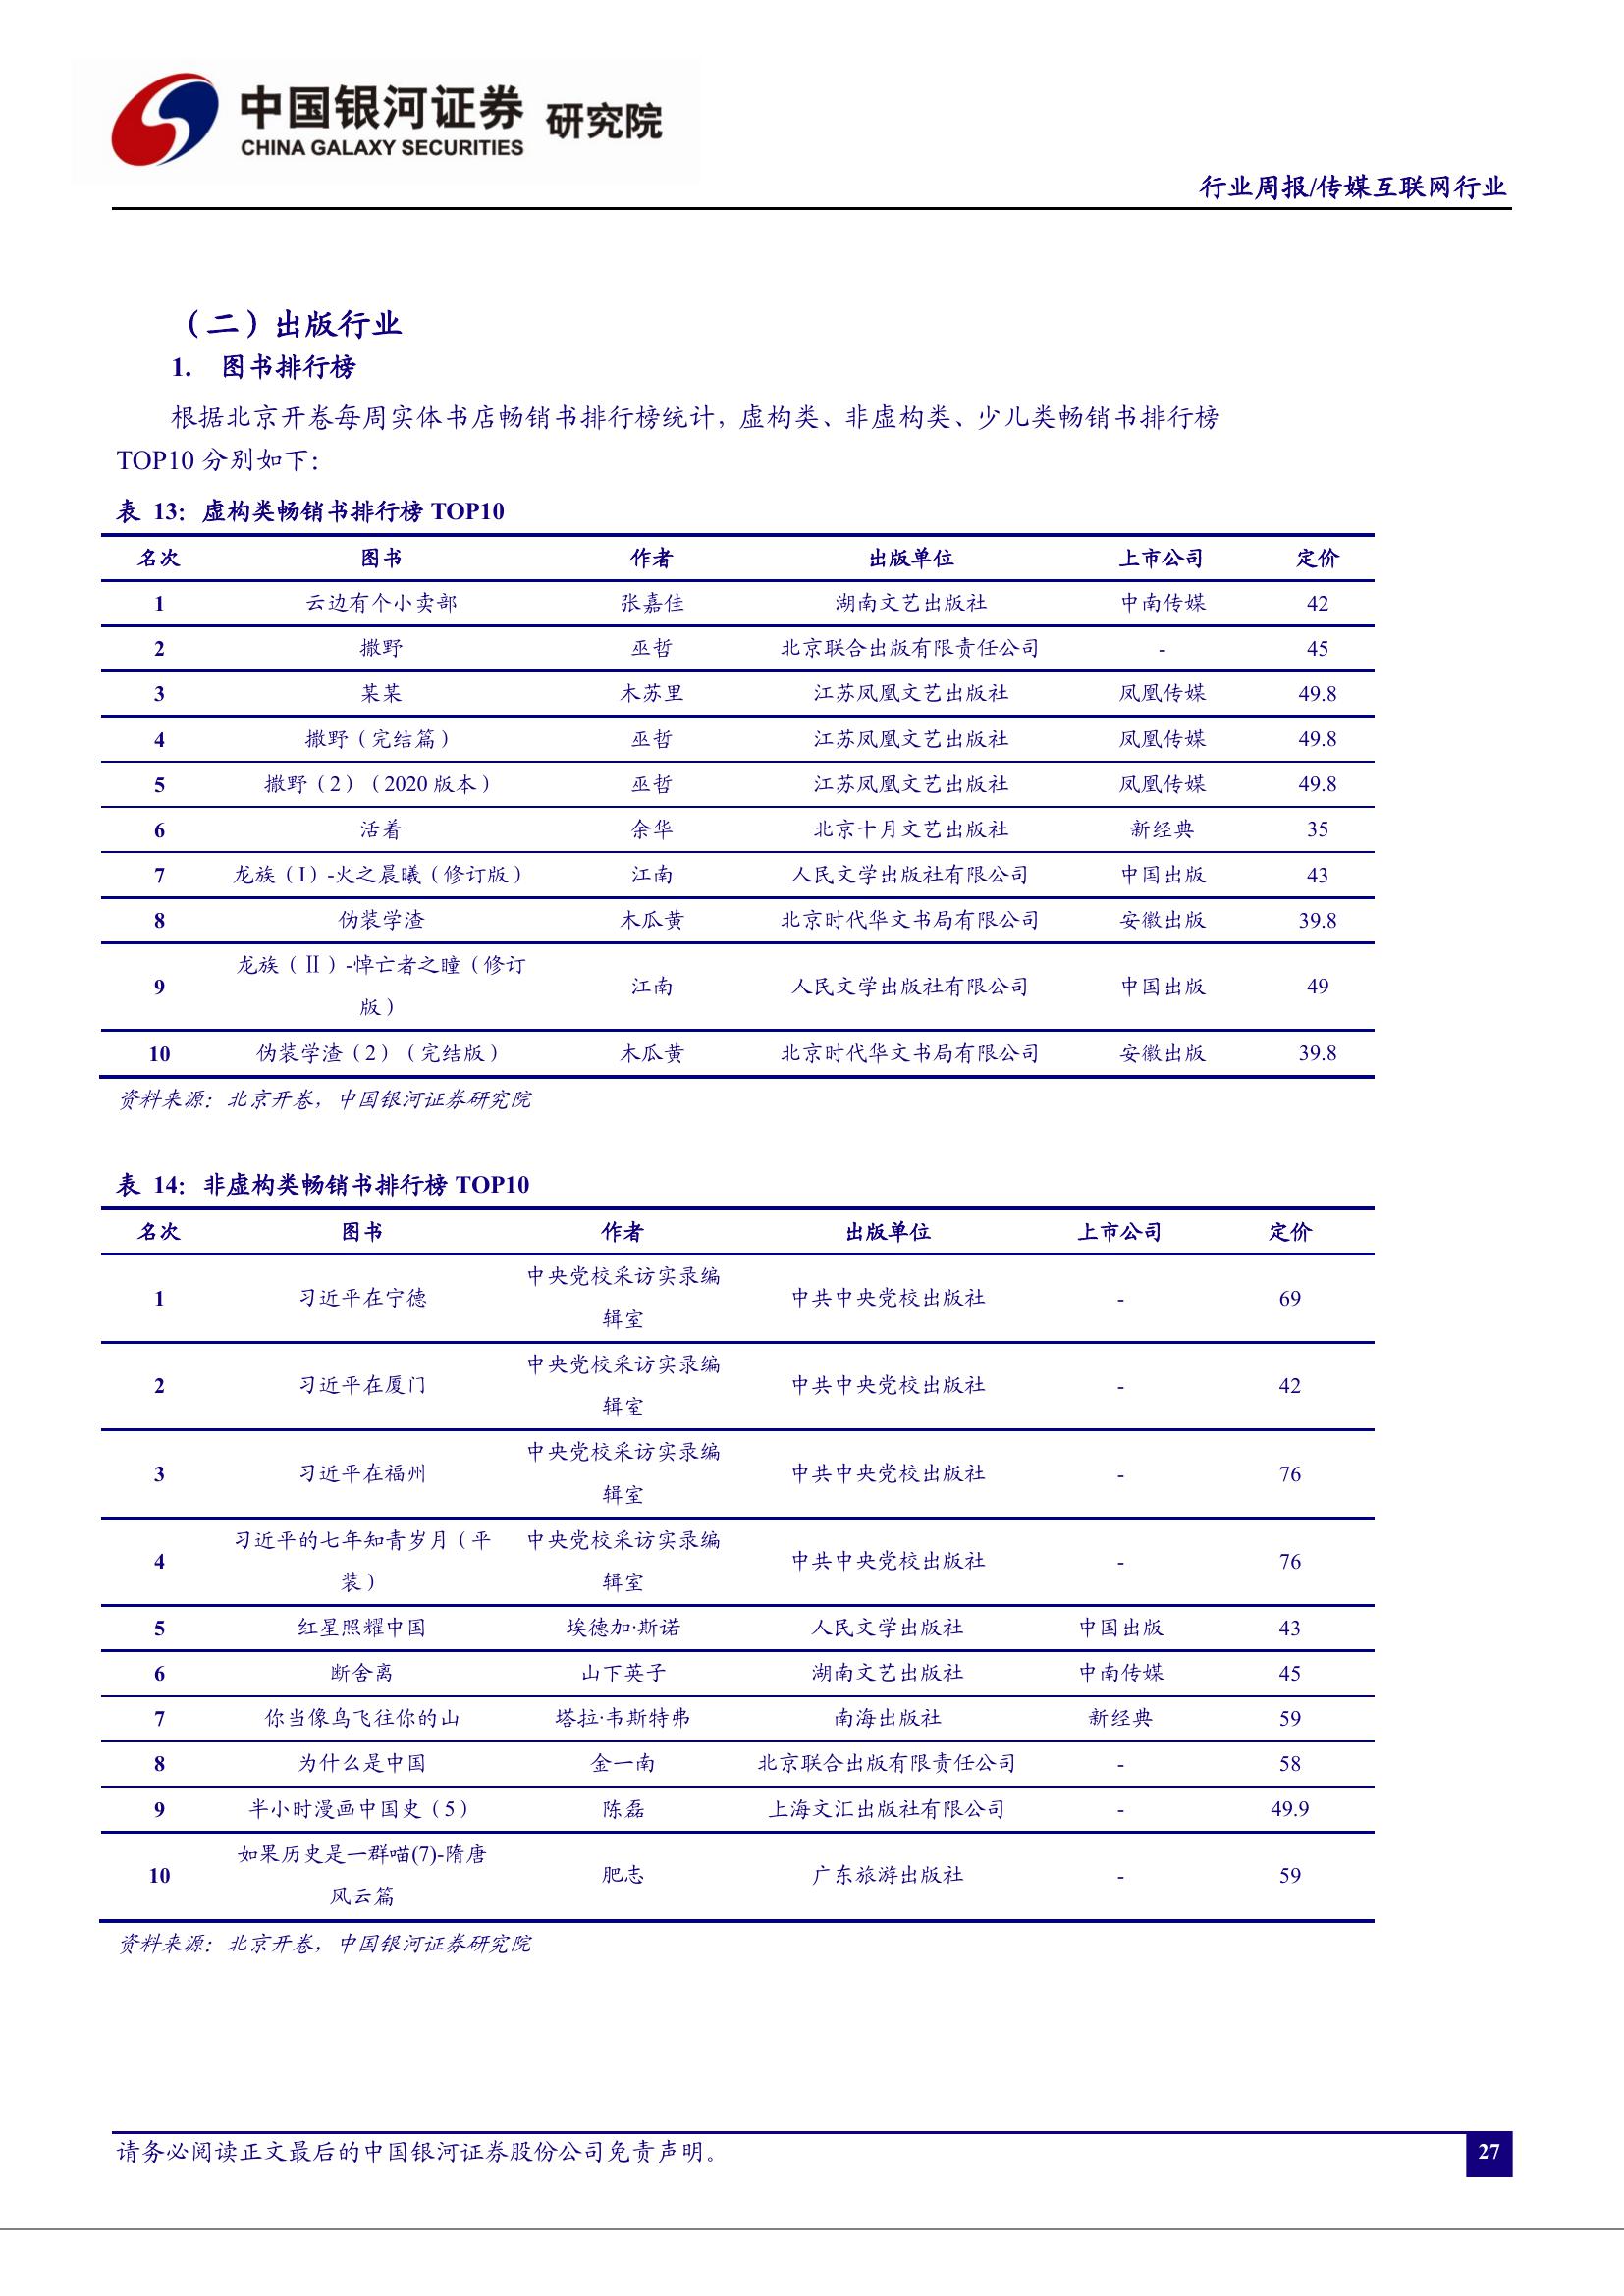 中国银河证券 研究院
CHINA GALAXY SECURITIES
行业周报/传媒互联网行业
（二）出版行业
1. 图书排行榜
根据北京开卷每周实体书店畅销书排行榜统计，虚构类、非虚构类、少儿类畅销书排行榜
TOP10 分别如下：
表 13：虚构类畅销书排行榜 TOP10
名次 图书 作者 出版单位 上市公司 定价
1 云边有个小卖部 张嘉佳 湖南文艺出版社 中南传媒 42
2 撒野 巫哲 北京联合出版有限责任公司 - 45
3 某某 木苏里 江苏凤凰文艺出版社 凤凰传媒 49.8
4 撒野（完结篇） 巫哲 江苏凤凰文艺出版社 凤凰传媒 49.8
5 撒野（2）（2020 版本） 巫哲 江苏凤凰文艺出版社 凤凰传媒 49.8
6 活着 余华 北京十月文艺出版社 新经典 35
7 龙族（I）-火之晨曦（修订版） 江南 人民文学出版社有限公司 中国出版 43
8 伪装学渣 木瓜黄 北京时代华文书局有限公司 安徽出版 39.8
龙族（Ⅱ）-悼亡者之瞳（修订
9 江南 人民文学出版社有限公司 中国出版 49
版）
10 伪装学渣（2）（完结版） 木瓜黄 北京时代华文书局有限公司 安徽出版 39.8
资料来源：北京开卷，中国银河证券研究院
表 14：非虚构类畅销书排行榜 TOP10
名次 图书 作者 出版单位 上市公司 定价
中央党校采访实录编
1 习近平在宁德 中共中央党校出版社 - 69
辑室
中央党校采访实录编
2 习近平在厦门 中共中央党校出版社 - 42
辑室
中央党校采访实录编
3 习近平在福州 中共中央党校出版社 - 76
辑室
习近平的七年知青岁月（平 中央党校采访实录编
4 中共中央党校出版社 - 76
装） 辑室
5 红星照耀中国 埃德加·斯诺 人民文学出版社 中国出版 43
6 断舍离 山下英子 湖南文艺出版社 中南传媒 45
7 你当像鸟飞往你的山 塔拉·韦斯特弗 南海出版社 新经典 59
8 为什么是中国 金一南 北京联合出版有限责任公司 - 58
9 半小时漫画中国史（5） 陈磊 上海文汇出版社有限公司 - 49.9
如果历史是一群喵(7)-隋唐
10 肥志 广东旅游出版社 - 59
风云篇
资料来源：北京开卷，中国银河证券研究院
请务必阅读正文最后的中国银河证券股份公司免责声明。
27